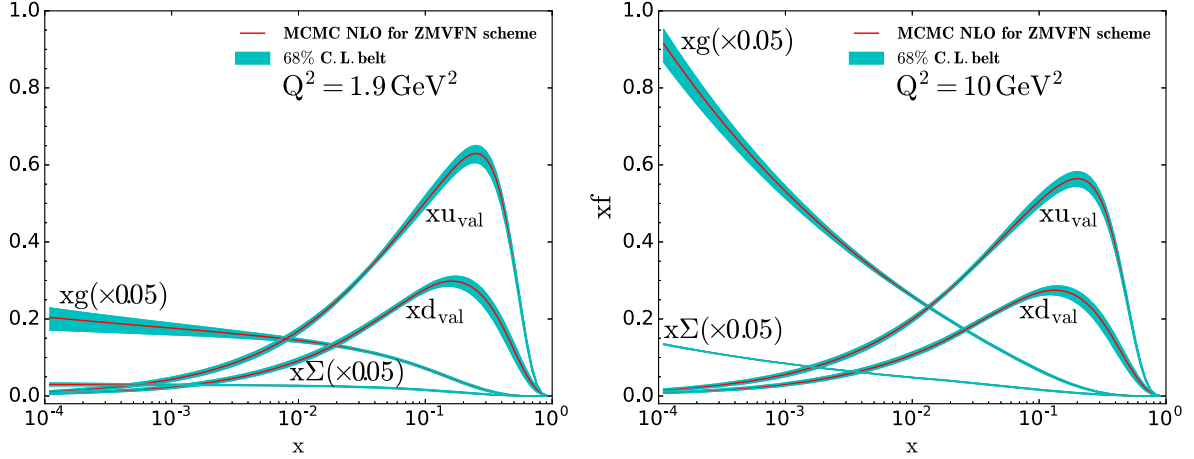 1.0
0.8
0.6
0.4
0.2
0.0
MCMC NLO for ZMVFN scheme
68% C. L. belt
Q² = 1.9 GeV²
xu_val
xg(×0.05)
xd_val
xΣ(×0.05)
10⁻⁴ 10⁻³ 10⁻² 10⁻¹ 10⁰
x
xf
1.0
0.8
0.6
0.4
0.2
0.0
xg(×0.05)
MCMC NLO for ZMVFN scheme
68% C. L. belt
Q² = 10 GeV²
xu_val
xd_val
xΣ(×0.05)
10⁻⁴ 10⁻³ 10⁻² 10⁻¹ 10⁰
x